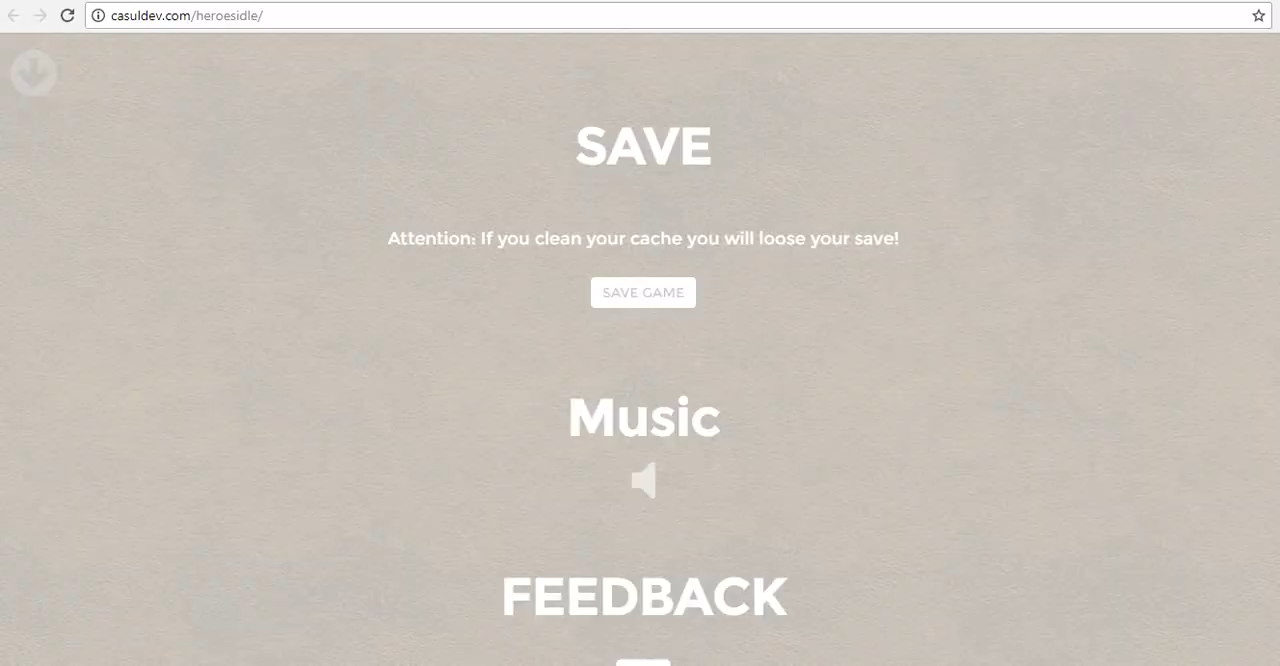 casuldev.com/heroesidle/
SAVE
Attention: If you clean your cache you will loose your save!
SAVE GAME
Music
FEEDBACK